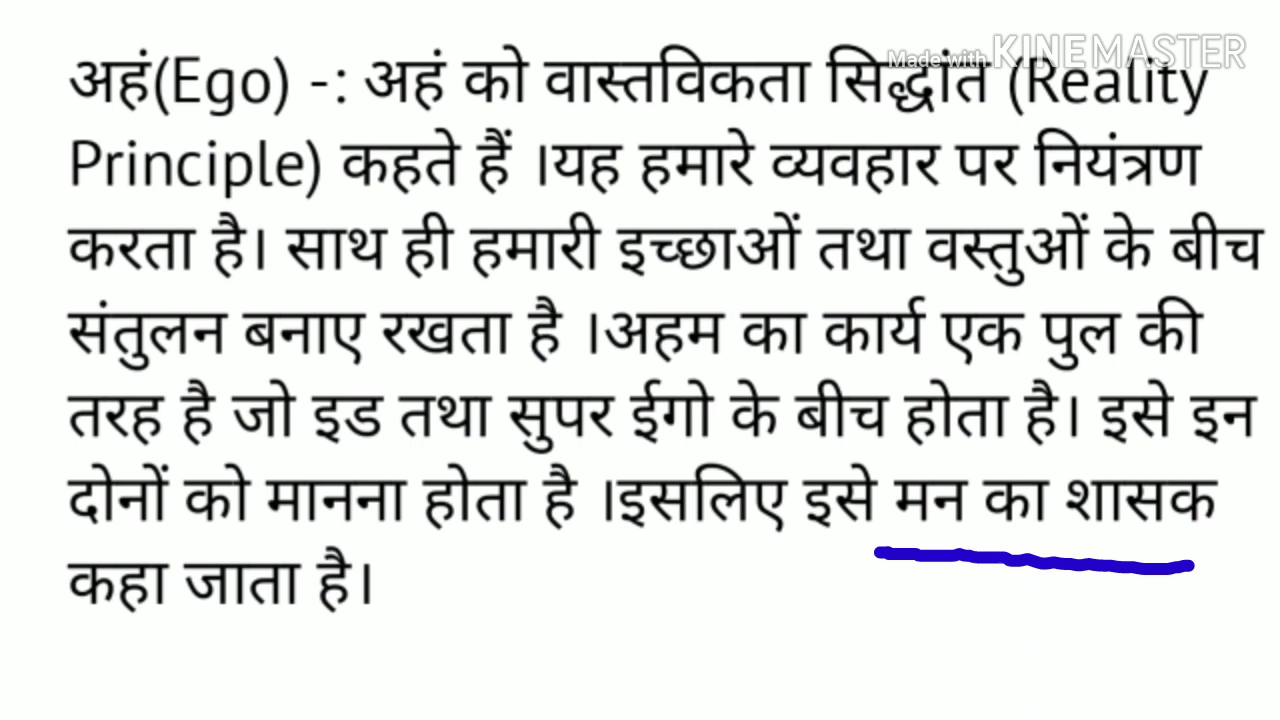 Made with KINEMASTER
अहं(Ego) -: अहं को वास्तविकता सिद्धांत (Reality
Principle) कहते हैं ।यह हमारे व्यवहार पर नियंत्रण
करता है। साथ ही हमारी इच्छाओं तथा वस्तुओं के बीच
संतुलन बनाए रखता है ।अहम का कार्य एक पुल की
तरह है जो इड तथा सुपर ईगो के बीच होता है। इसे इन
दोनों को मानना होता है ।इसलिए इसे मन का शासक
कहा जाता है।